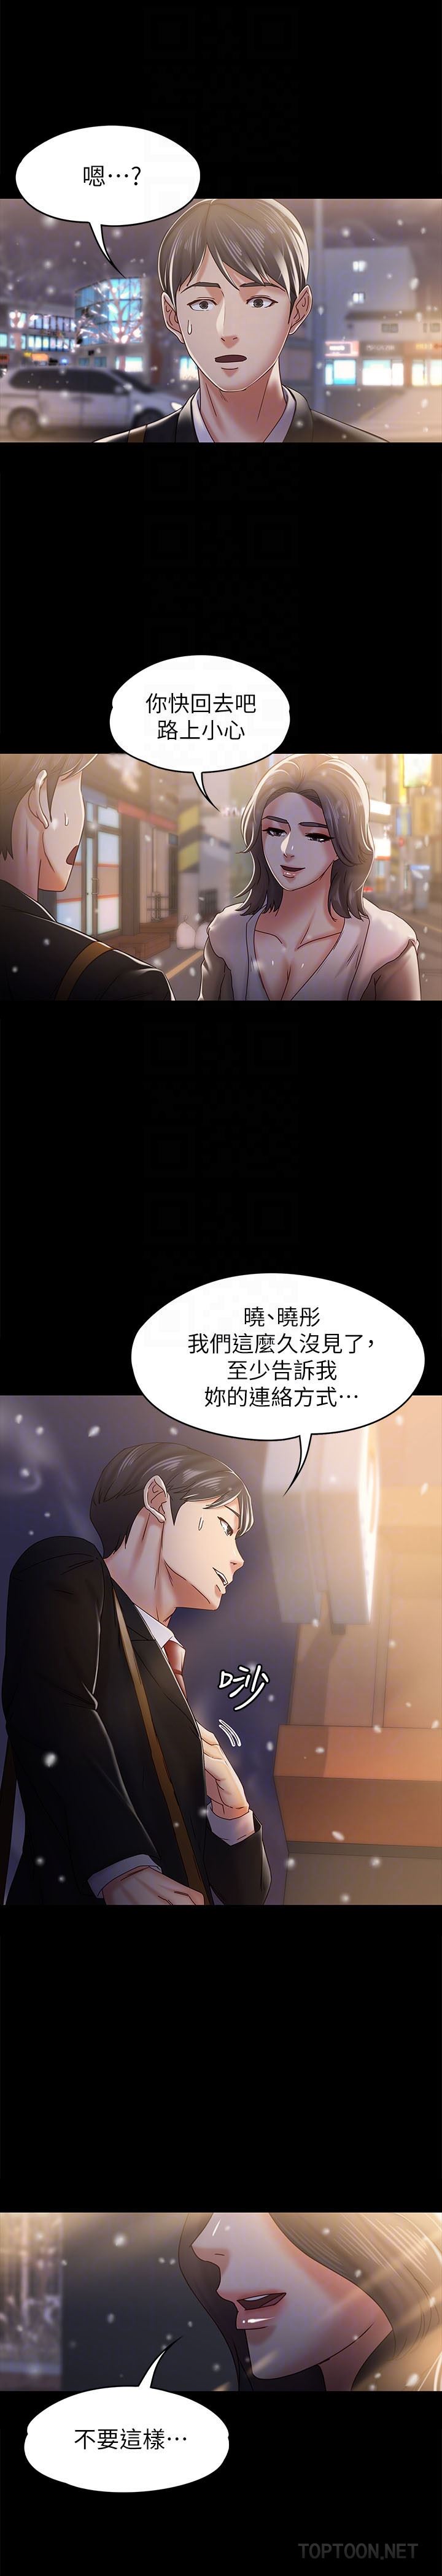 嗯⋯?
你快回去吧
路上小心
曉、曉彤
我們這麼久沒見了，
至少告訴我
妳的連絡方式⋯
吵
不要這樣⋯
TOPTOON.NET